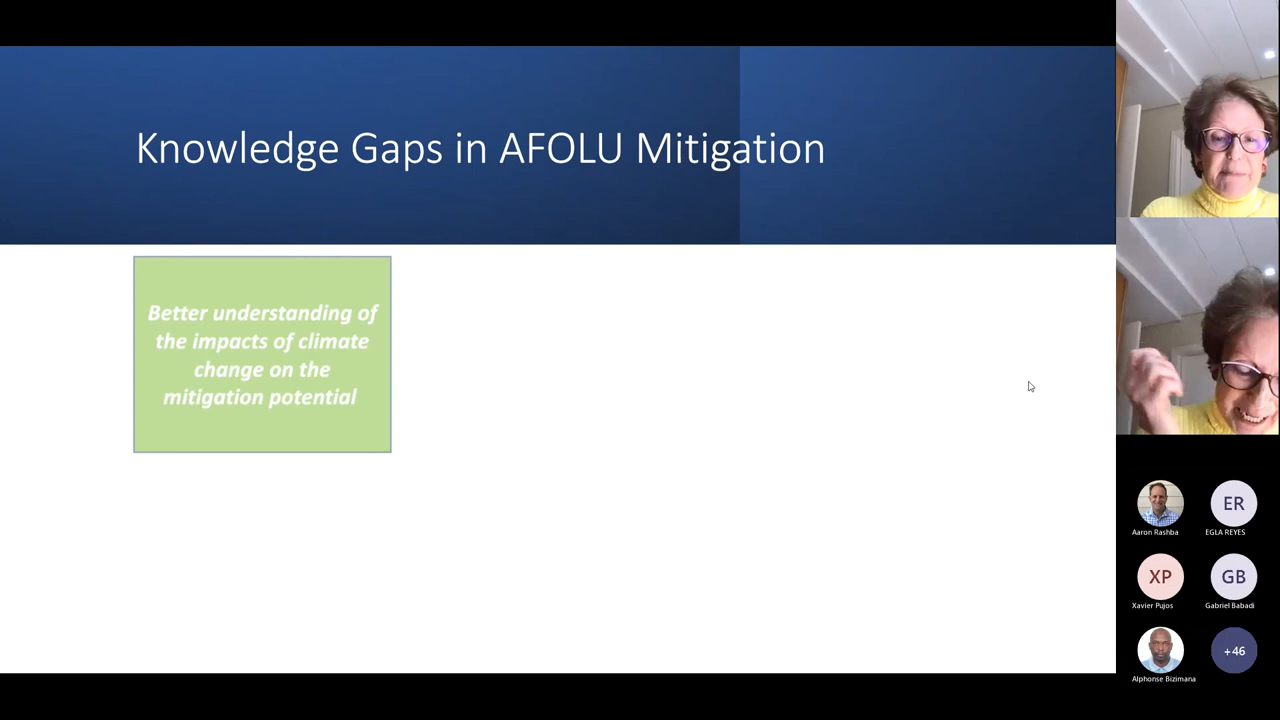 Knowledge Gaps in AFOLU Mitigation
Better understanding of
the impacts of climate
change on the
mitigation potential
Aaron Rashba
ER
EGLA REYES
XP
Xavier Pujos
GB
Gabriel Babadi
Alphonse Bizimana
+46